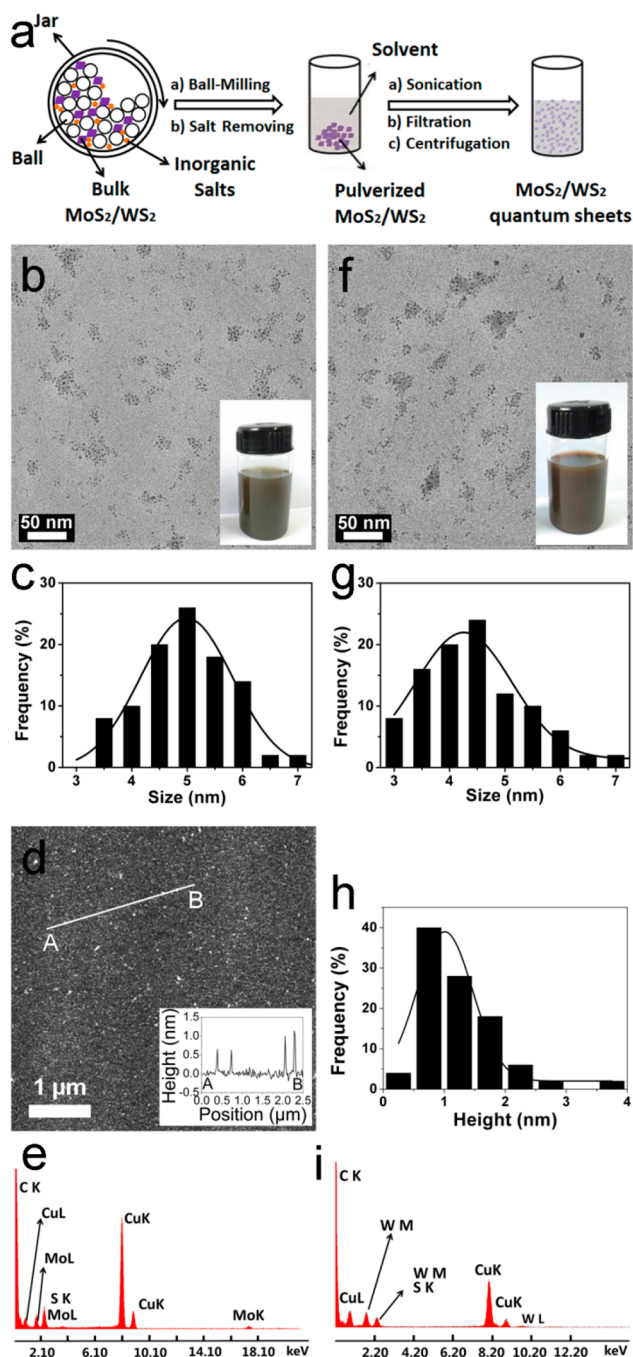 a
Jar
Ball
Bulk
MoS₂/WS₂
Inorganic
Salts
a) Ball-Milling
b) Salt Removing
Solvent
Pulverized
MoS₂/WS₂
a) Sonication
b) Filtration
c) Centrifugation
MoS₂/WS₂
quantum sheets
b
50 nm
f
50 nm
c
Frequency (%)
30
20
10
0
3 4 5 6 7
Size (nm)
g
Frequency (%)
30
20
10
0
3 4 5 6 7
Size (nm)
d
A
B
1 µm
Height (nm)
1.5
1.0
0.5
0.0
-0.5
A B
0.0 0.5 1.0 1.5 2.0 2.5
Position (µm)
h
Frequency (%)
40
30
20
10
0
0 1 2 3 4
Height (nm)
e
C K
CuL
MoL
S K
MoL
CuK
CuK
MoK
2.10 6.10 10.10 14.10 18.10 keV
i
C K
W M
CuL
W M
S K
CuK
CuK
W L
2.20 4.20 6.20 8.20 10.20 12.20 keV